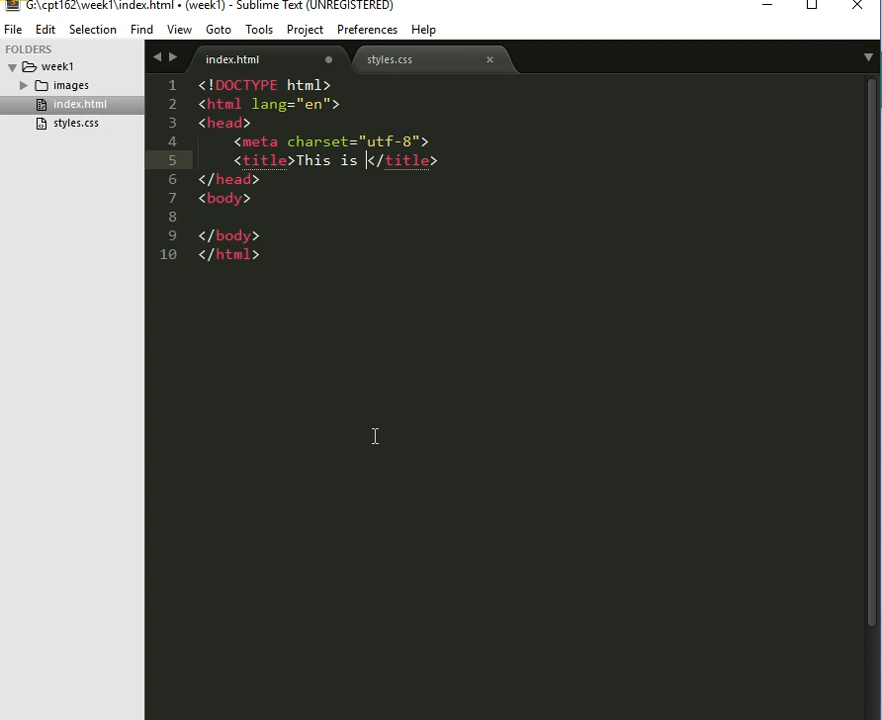 G:\cpt162\week1\index.html • (week1) - Sublime Text (UNREGISTERED)
File Edit Selection Find View Goto Tools Project Preferences Help
FOLDERS
week1
images
index.html
styles.css
index.html styles.css
1 <!DOCTYPE html>
2 <html lang="en">
3 <head>
4     <meta charset="utf-8">
5     <title>This is </title>
6 </head>
7 <body>
8
9 </body>
10 </html>